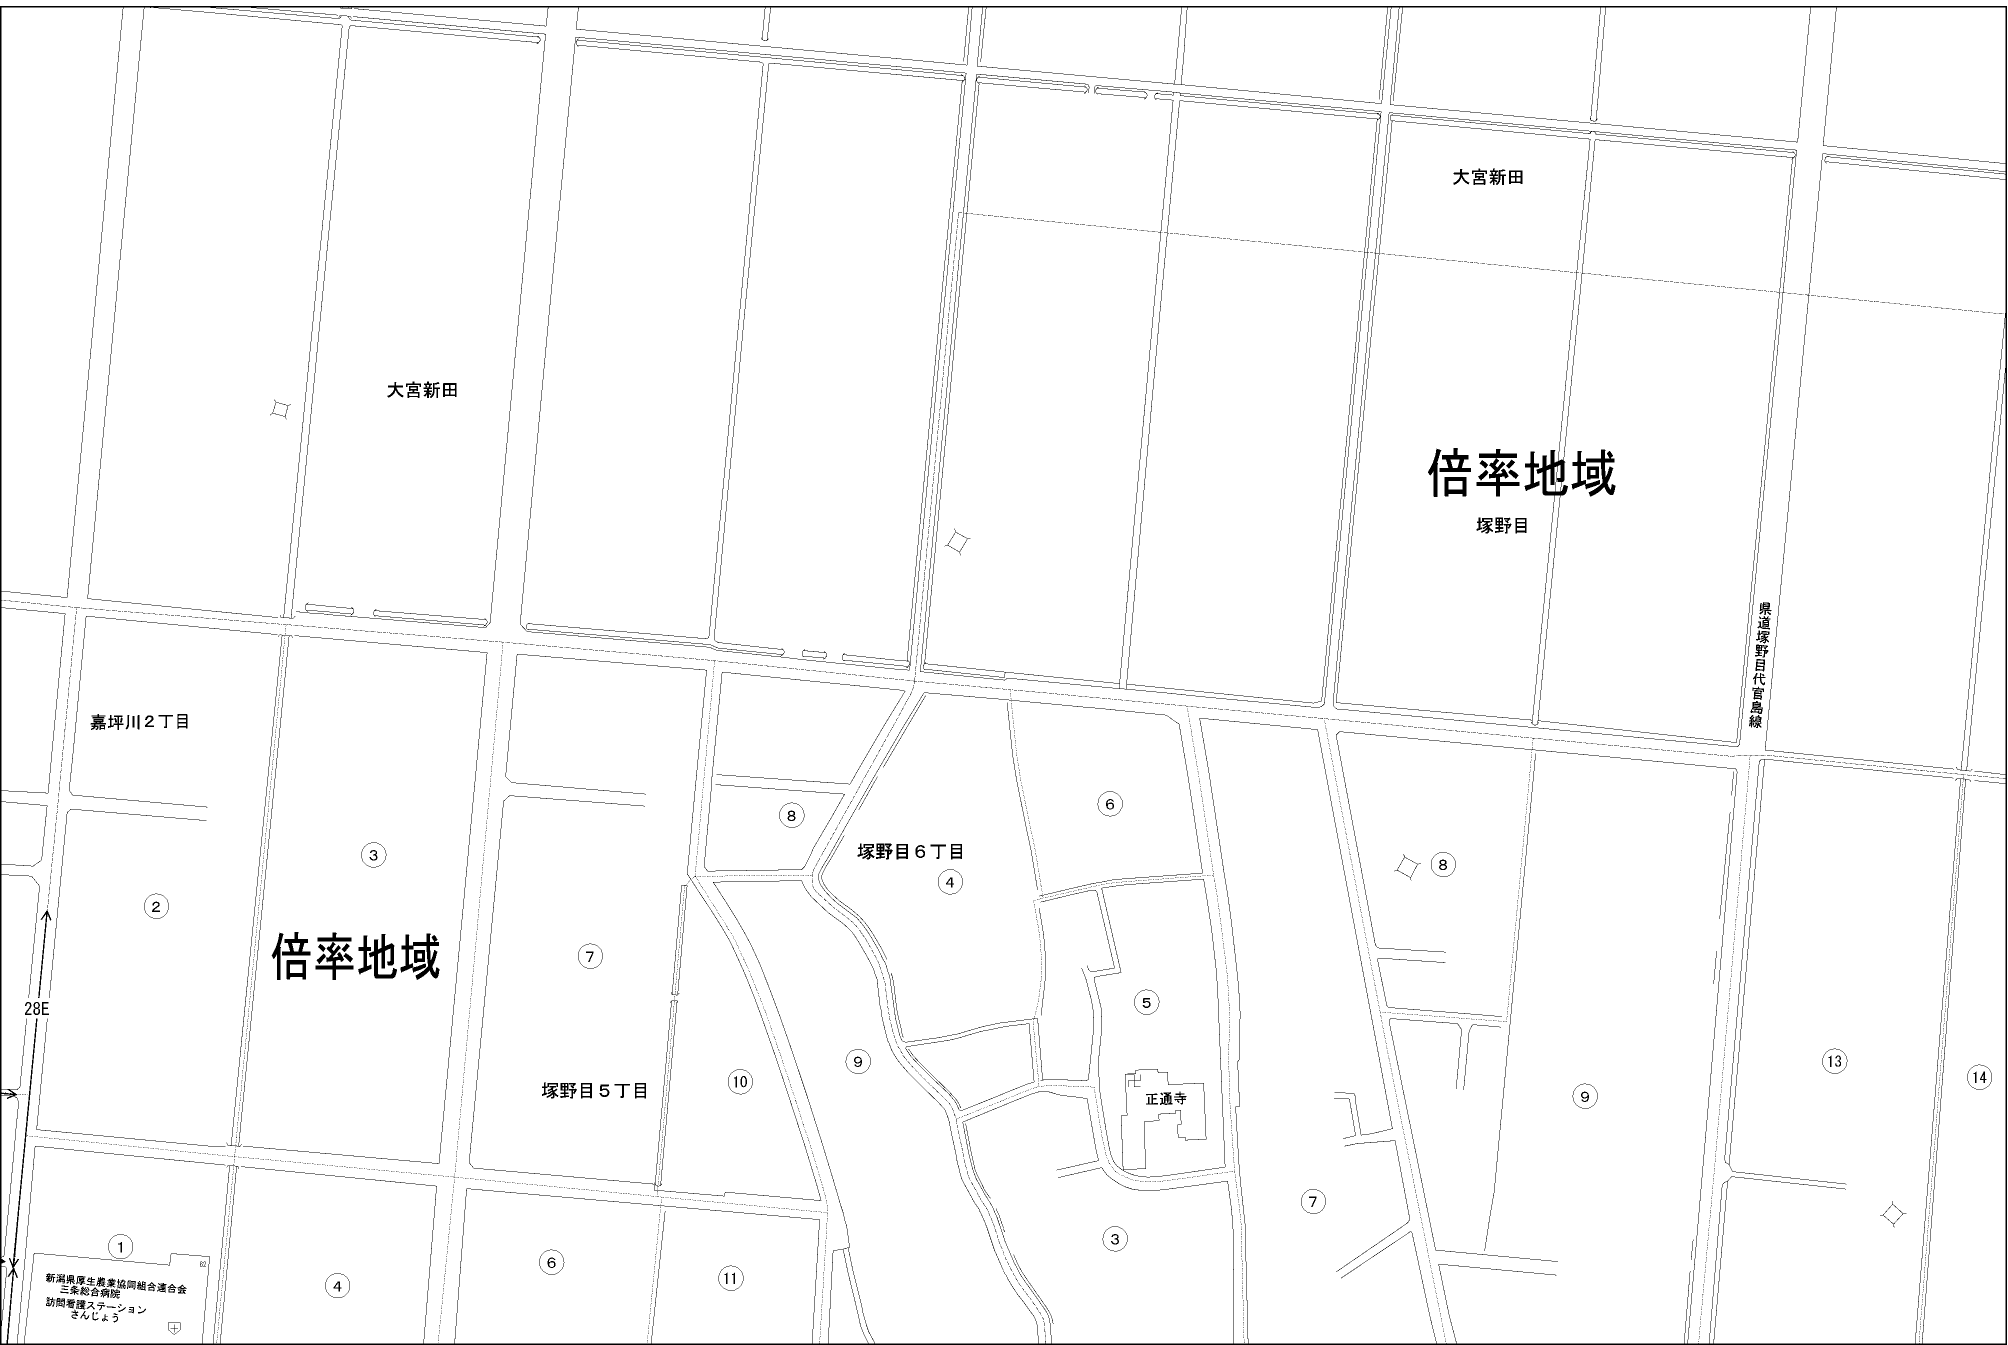 大宮新田
大宮新田
倍率地域
塚野目
県道塚野目代官島線
嘉坪川2丁目
⑥
⑧
塚野目6丁目
④
③
⑧
②
倍率地域
⑦
28E
⑤
⑨
⑬
⑭
⑩
塚野目5丁目
⑨
正通寺
⑦
③
①
⑥
⑪
④
62
新潟県厚生農業協同組合連合会
三条総合病院
訪問看護ステーション
さんじょう